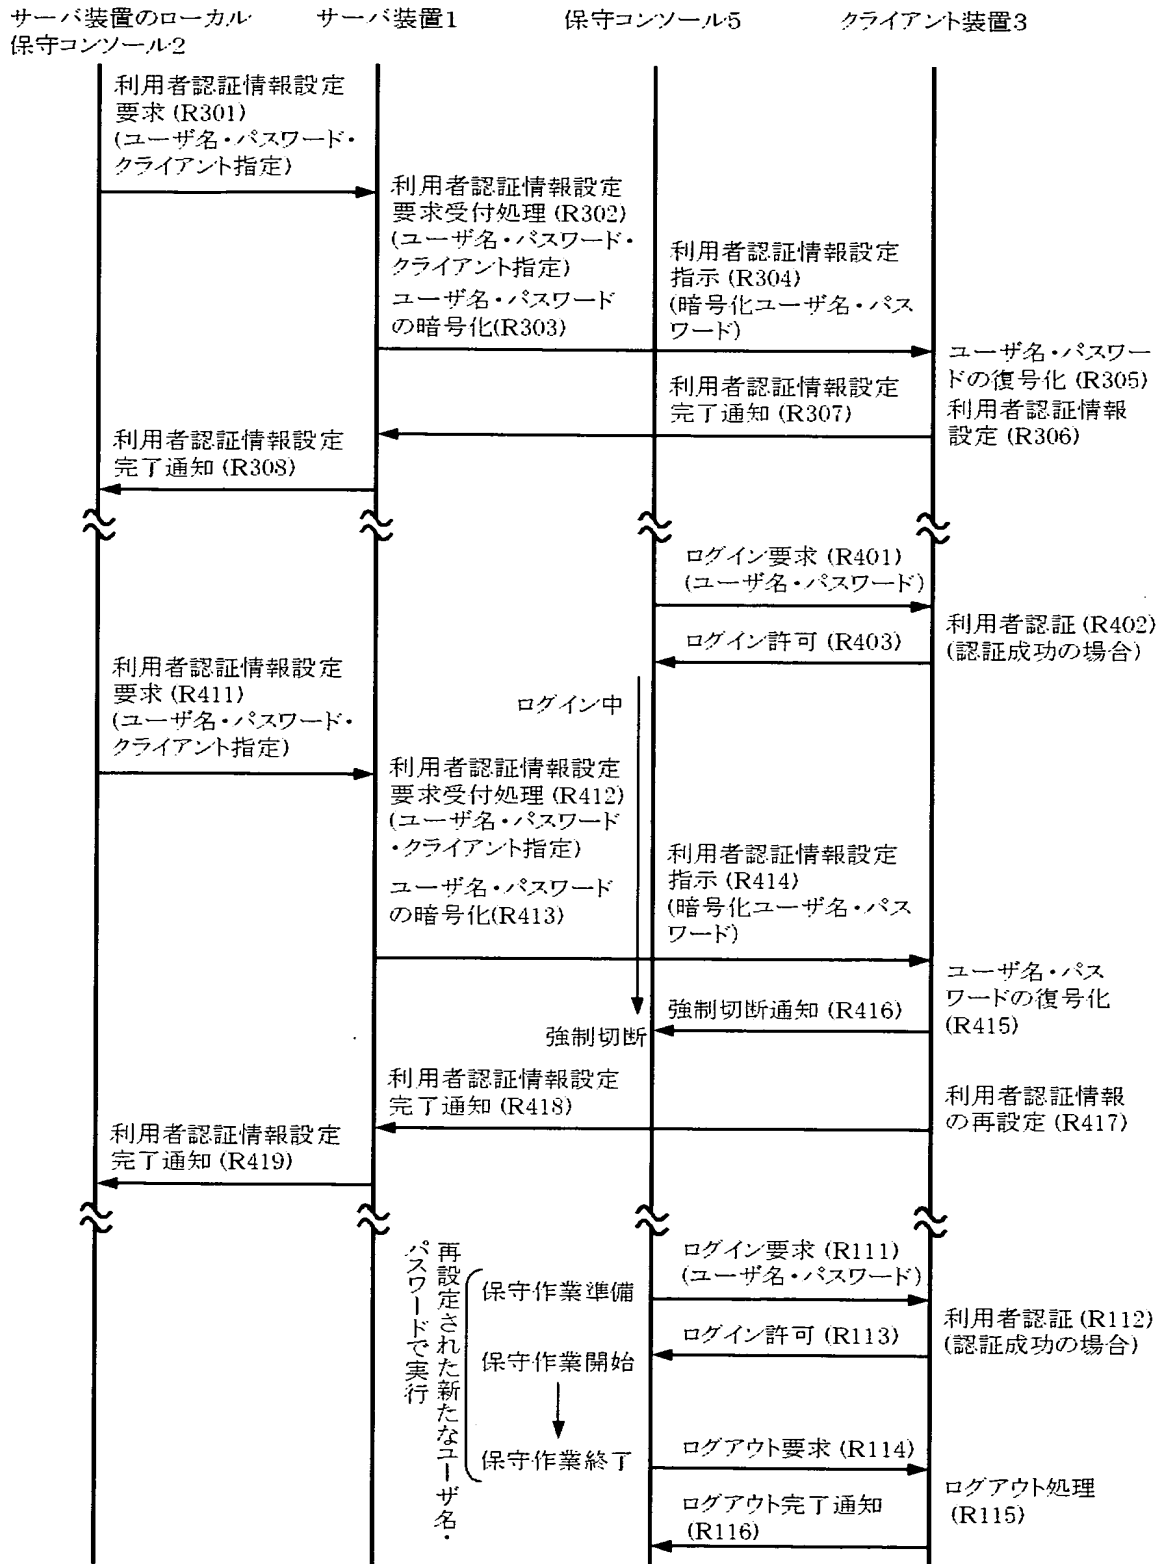 サーバ装置のローカル
保守コンソール2
サーバ装置1
保守コンソール5
クライアント装置3
利用者認証情報設定
要求(R301)
(ユーザ名・パスワード・
クライアント指定)
利用者認証情報設定
要求受付処理(R302)
(ユーザ名・パスワード・
クライアント指定)
ユーザ名・パスワード
の暗号化(R303)
利用者認証情報設定
指示(R304)
(暗号化ユーザ名・パス
ワード)
ユーザ名・パスワー
ドの復号化(R305)
利用者認証情報
設定(R306)
利用者認証情報設定
完了通知(R307)
利用者認証情報設定
完了通知(R308)
ログイン要求(R401)
(ユーザ名・パスワード)
利用者認証(R402)
(認証成功の場合)
ログイン許可(R403)
ログイン中
利用者認証情報設定
要求(R411)
(ユーザ名・パスワード・
クライアント指定)
利用者認証情報設定
要求受付処理(R412)
(ユーザ名・パスワード
・クライアント指定)
ユーザ名・パスワード
の暗号化(R413)
利用者認証情報設定
指示(R414)
(暗号化ユーザ名・パス
ワード)
ユーザ名・パス
ワードの復号化
(R415)
強制切断通知(R416)
強制切断
利用者認証情報
の再設定(R417)
利用者認証情報設定
完了通知(R418)
利用者認証情報設定
完了通知(R419)
再設定された新たなユーザ名・
パスワードで実行
保守作業準備
保守作業開始
保守作業終了
ログイン要求(R111)
(ユーザ名・パスワード)
利用者認証(R112)
(認証成功の場合)
ログイン許可(R113)
ログアウト要求(R114)
ログアウト処理
(R115)
ログアウト完了通知
(R116)